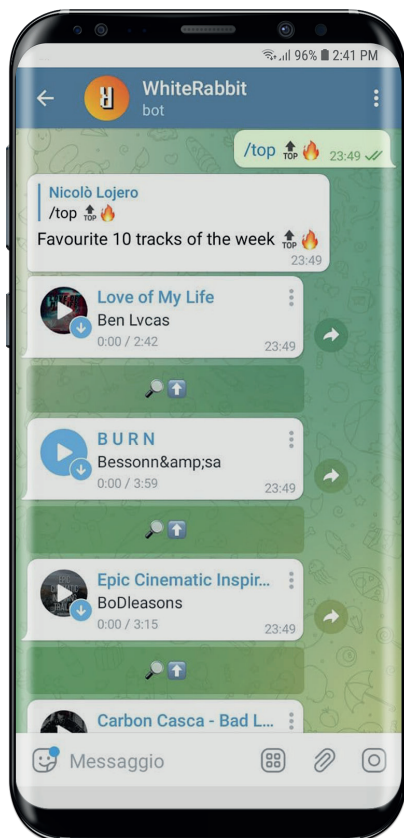 96% 2:41 PM
WhiteRabbit
bot
/top 🔝🔥 23:49
Nicolò Lojero
/top 🔝🔥
Favourite 10 tracks of the week 🔝🔥
23:49
Love of My Life
Ben Lvcas
0:00 / 2:42 23:49
B U R N
Bessonn&amp;sa
0:00 / 3:59 23:49
Epic Cinematic Inspir...
BoDleasons
0:00 / 3:15 23:49
Carbon Casca - Bad L...
Messaggio